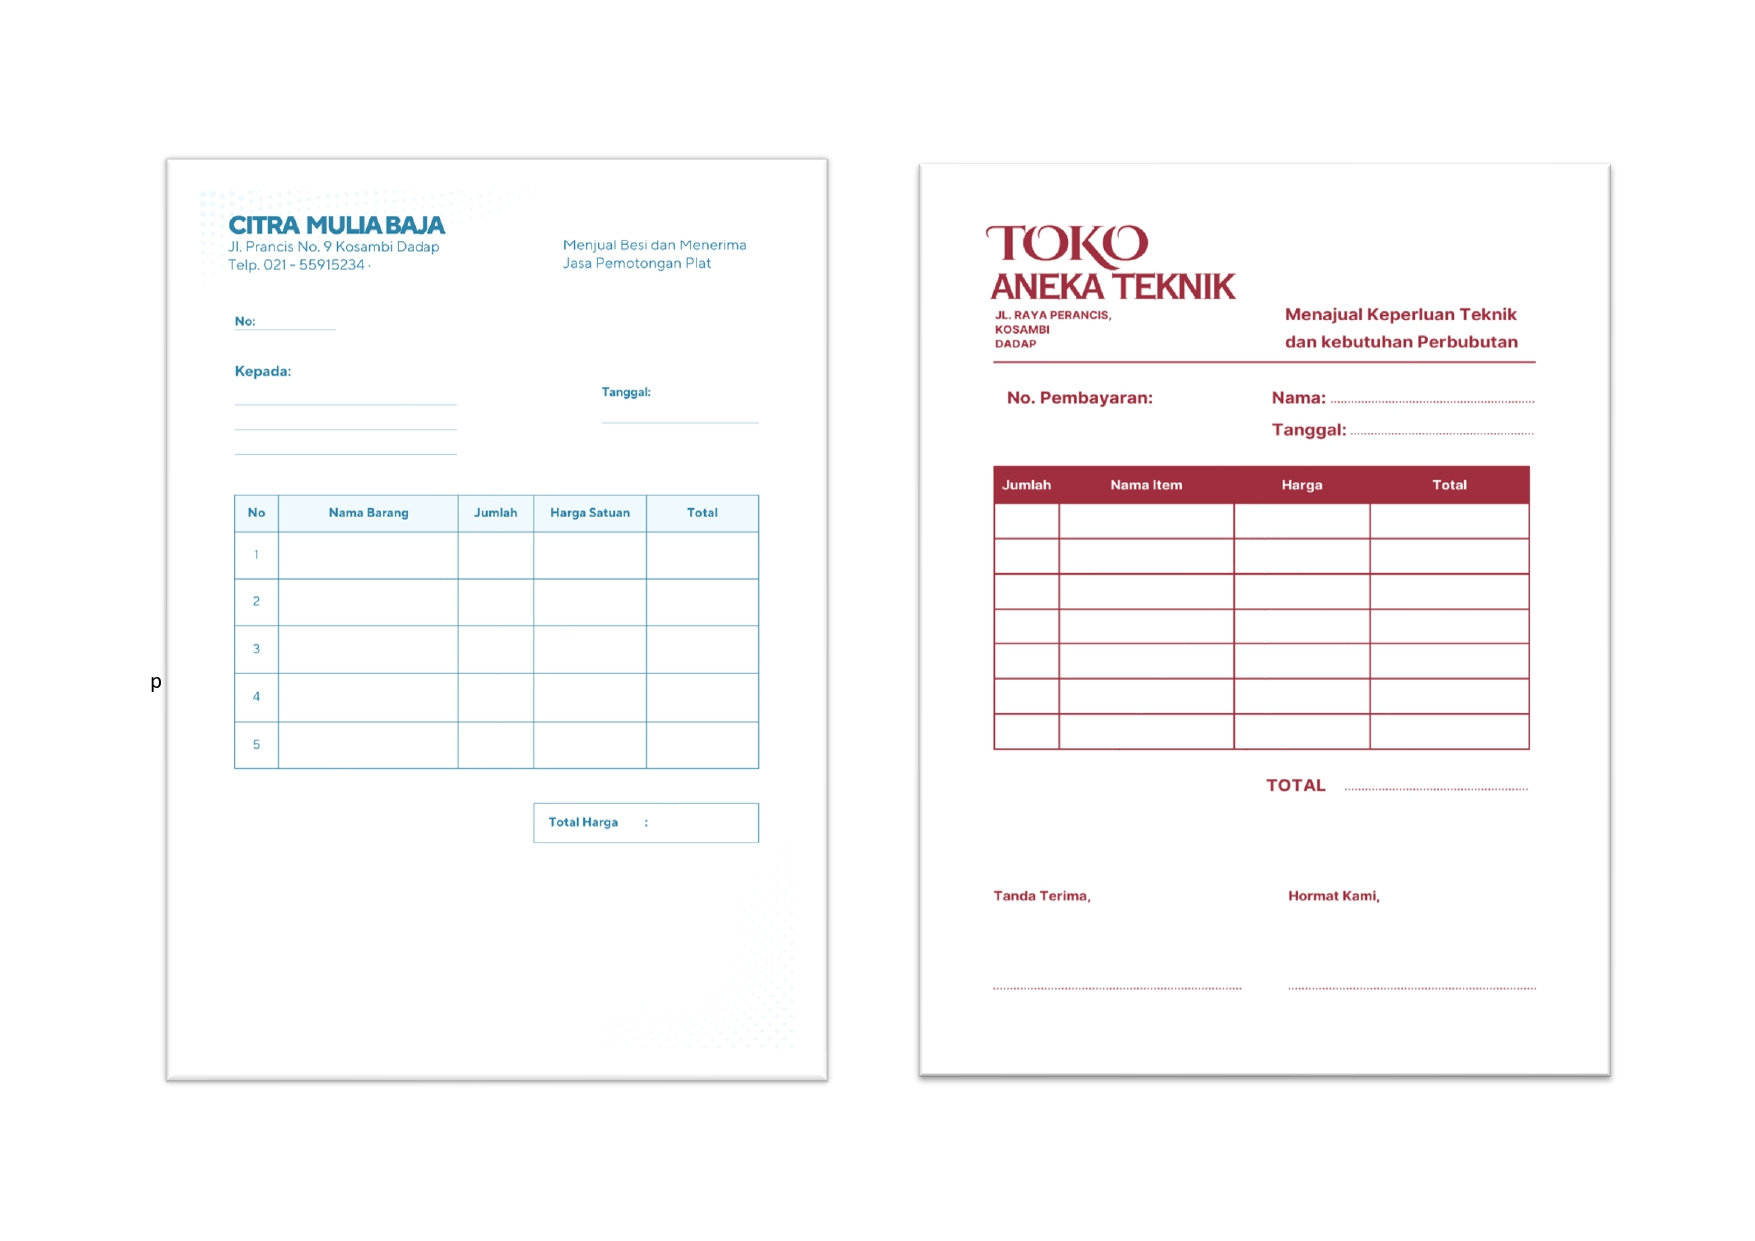 CITRA MULIA BAJA
Jl. Prancis No. 9 Kosambi Dadap
Telp. 021 - 55915234 ·
Menjual Besi dan Menerima
Jasa Pemotongan Plat
No:
Kepada:
Tanggal:
No Nama Barang Jumlah Harga Satuan Total
1
2
3
4
5
Total Harga :
p
TOKO
ANEKA TEKNIK
JL. RAYA PERANCIS,
KOSAMBI
DADAP
Menajual Keperluan Teknik
dan kebutuhan Perbubutan
No. Pembayaran:
Nama:
Tanggal:
Jumlah Nama Item Harga Total
TOTAL
Tanda Terima,
Hormat Kami,